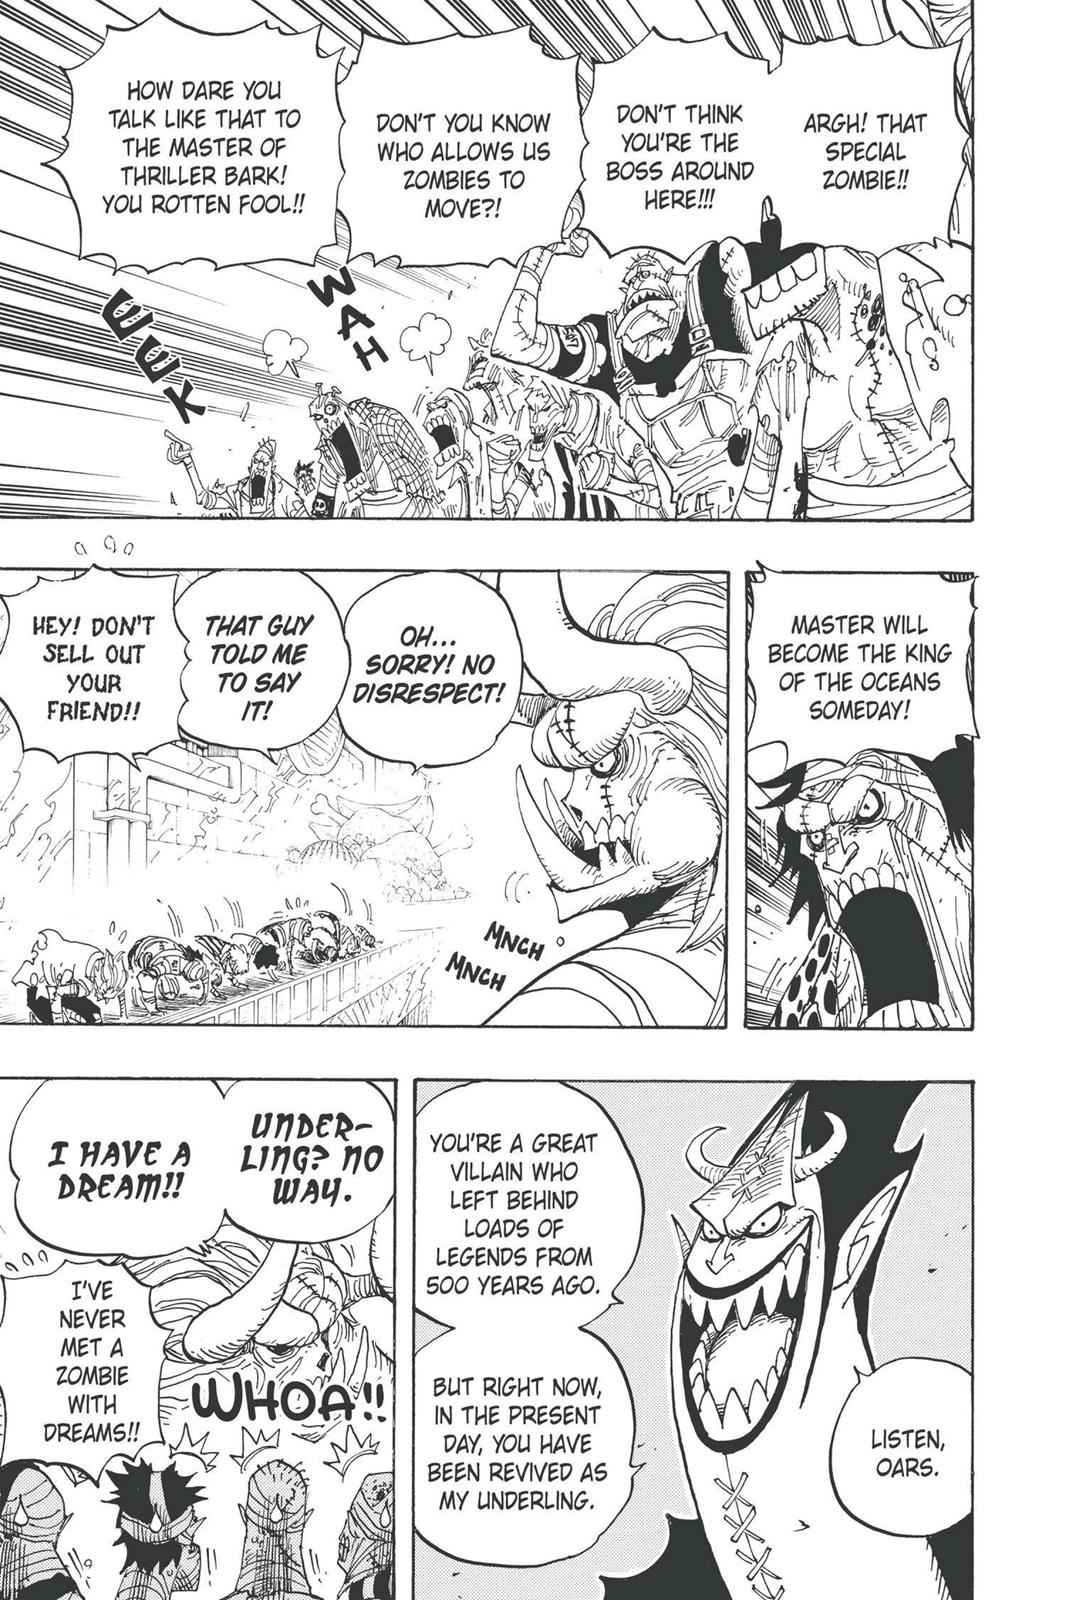 ARGH! THAT
SPECIAL
ZOMBIE!!
DON'T THINK
YOU'RE THE
BOSS AROUND
HERE!!!
DON'T YOU KNOW
WHO ALLOWS US
ZOMBIES TO
MOVE?!
HOW DARE YOU
TALK LIKE THAT TO
THE MASTER OF
THRILLER BARK!
YOU ROTTEN FOOL!!
WAH
EEEK
MASTER WILL
BECOME THE KING
OF THE OCEANS
SOMEDAY!
OH...
SORRY! NO
DISRESPECT!
THAT GUY
TOLD ME
TO SAY
IT!
HEY! DON'T
SELL OUT
YOUR
FRIEND!!
MNCH
MNCH
LISTEN,
OARS.
YOU'RE A GREAT
VILLAIN WHO
LEFT BEHIND
LOADS OF
LEGENDS FROM
500 YEARS AGO.
BUT RIGHT NOW,
IN THE PRESENT
DAY, YOU HAVE
BEEN REVIVED AS
MY UNDERLING.
UNDER-
LING? NO
WAY.
I HAVE A
DREAM!!
WHOA!!
I'VE
NEVER
MET A
ZOMBIE
WITH
DREAMS!!